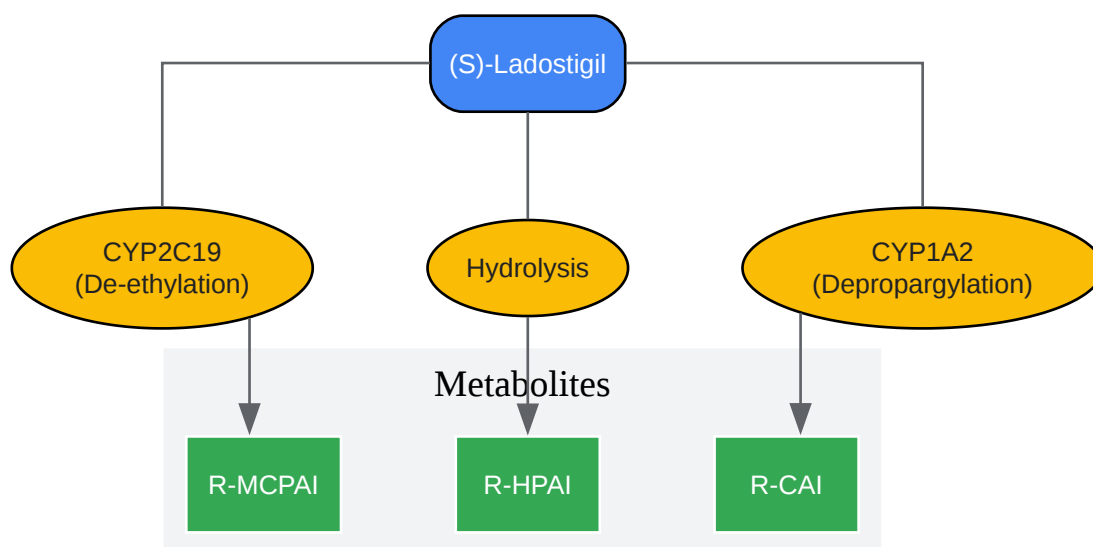 (S)-Ladostigil
CYP2C19
(De-ethylation)
Hydrolysis
CYP1A2
(Depropargylation)
Metabolites
R-MCPAI
R-HPAI
R-CAI